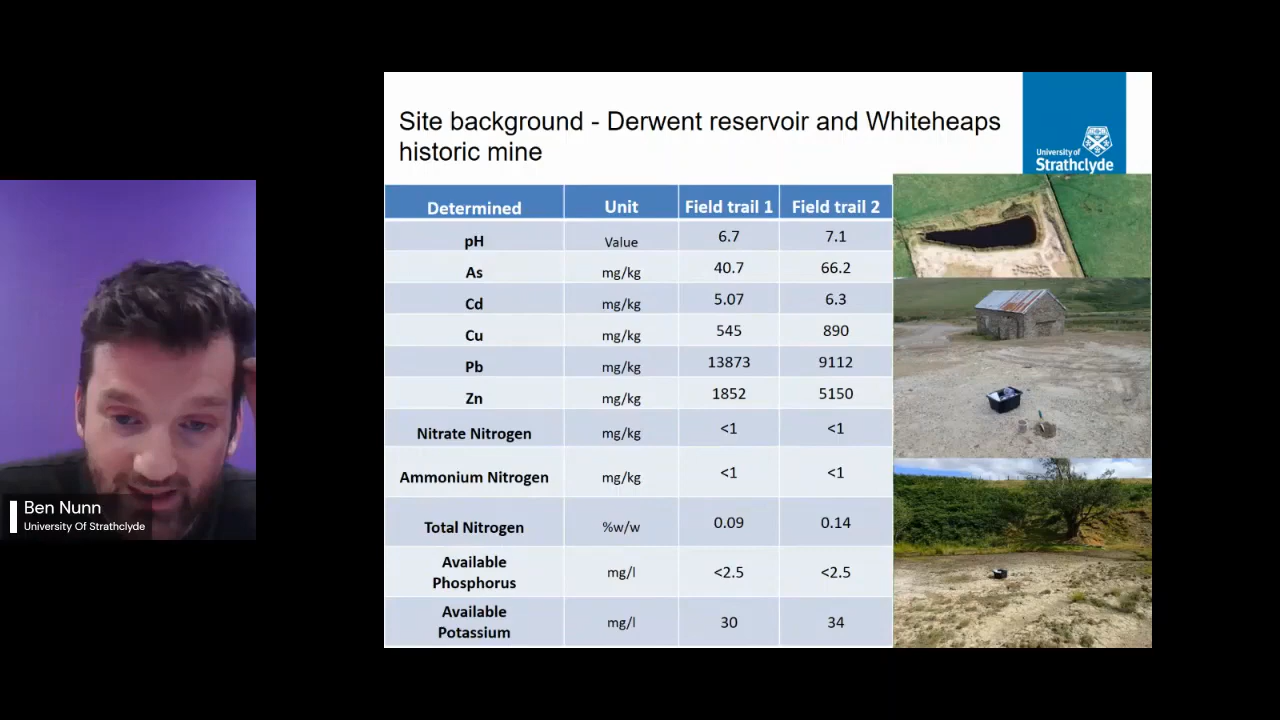 Site background - Derwent reservoir and Whiteheaps
historic mine
University of
Strathclyde
Determined Unit Field trail 1 Field trail 2
pH Value 6.7 7.1
As mg/kg 40.7 66.2
Cd mg/kg 5.07 6.3
Cu mg/kg 545 890
Pb mg/kg 13873 9112
Zn mg/kg 1852 5150
Nitrate Nitrogen mg/kg <1 <1
Ammonium Nitrogen mg/kg <1 <1
Total Nitrogen %w/w 0.09 0.14
Available
Phosphorus mg/l <2.5 <2.5
Available
Potassium mg/l 30 34
Ben Nunn
University Of Strathclyde